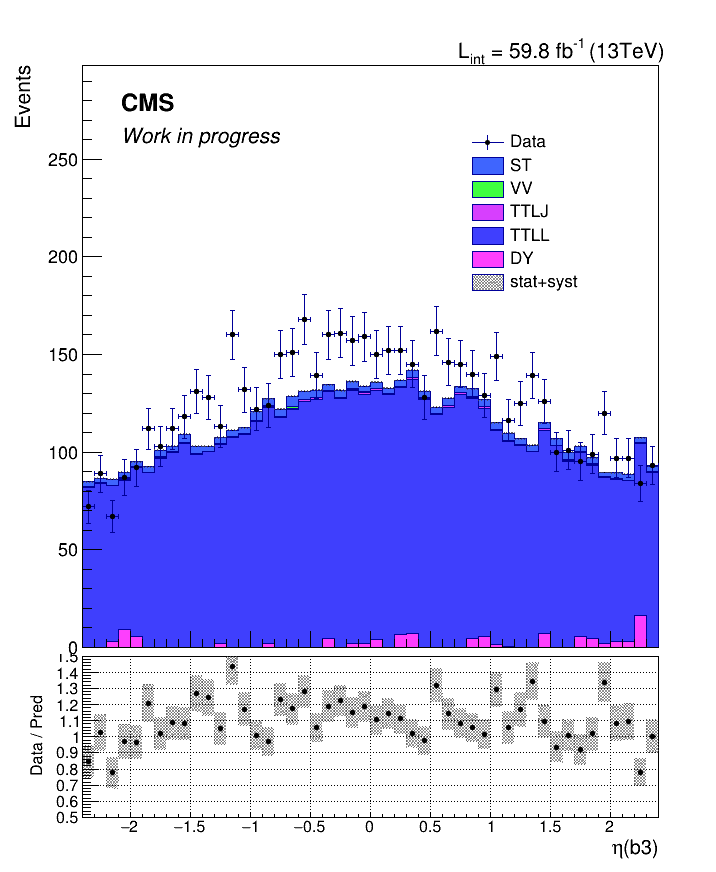 L_int = 59.8 fb^-1 (13TeV)
Events
CMS
Work in progress
Data
ST
VV
TTLJ
TTLL
DY
stat+syst
250
200
150
100
50
0
Data / Pred
1.5
1.4
1.3
1.2
1.1
1
0.9
0.8
0.7
0.6
0.5
−2 −1.5 −1 −0.5 0 0.5 1 1.5 2
η(b3)